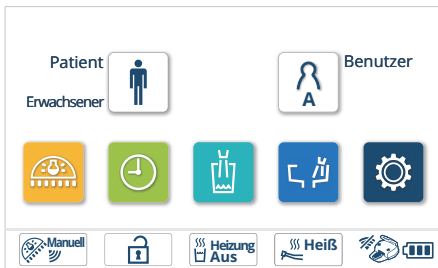 Patient
Benutzer
Erwachsener
A
Manuell
Heizung
Aus
Heiß